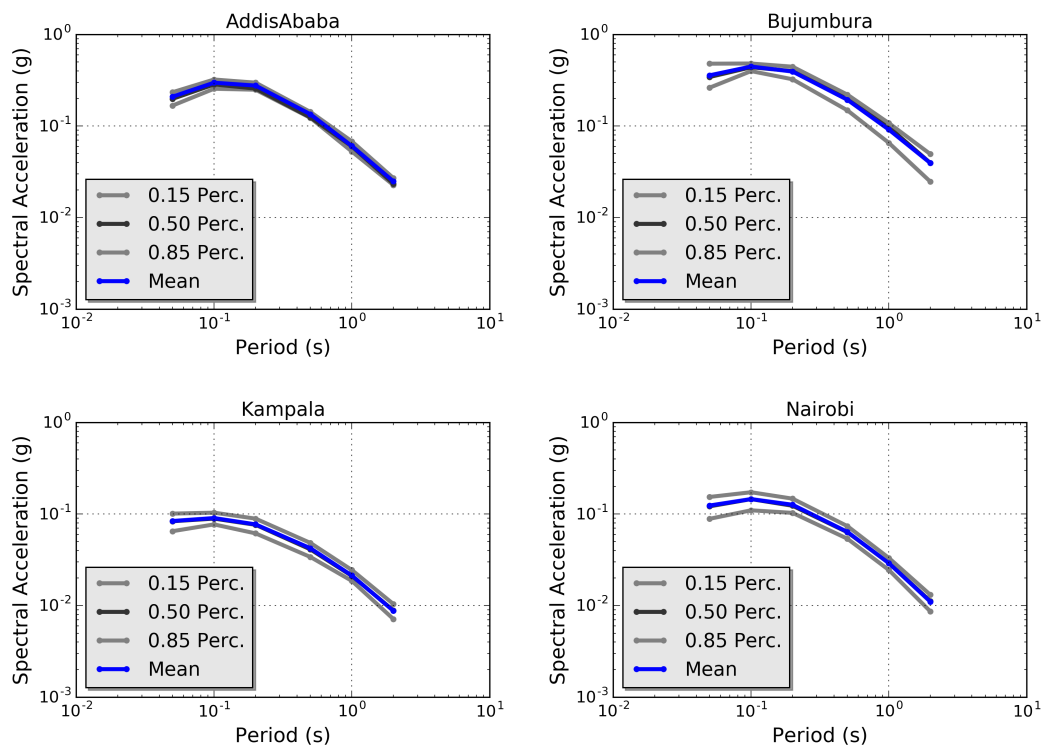 AddisAbaba
10^0
10^-1
10^-2
10^-3
Spectral Acceleration (g)
0.15 Perc.
0.50 Perc.
0.85 Perc.
Mean
10^-2
10^-1
10^0
10^1
Period (s)
Bujumbura
10^0
10^-1
10^-2
10^-3
Spectral Acceleration (g)
0.15 Perc.
0.50 Perc.
0.85 Perc.
Mean
10^-2
10^-1
10^0
10^1
Period (s)
Kampala
10^0
10^-1
10^-2
10^-3
Spectral Acceleration (g)
0.15 Perc.
0.50 Perc.
0.85 Perc.
Mean
10^-2
10^-1
10^0
10^1
Period (s)
Nairobi
10^0
10^-1
10^-2
10^-3
Spectral Acceleration (g)
0.15 Perc.
0.50 Perc.
0.85 Perc.
Mean
10^-2
10^-1
10^0
10^1
Period (s)